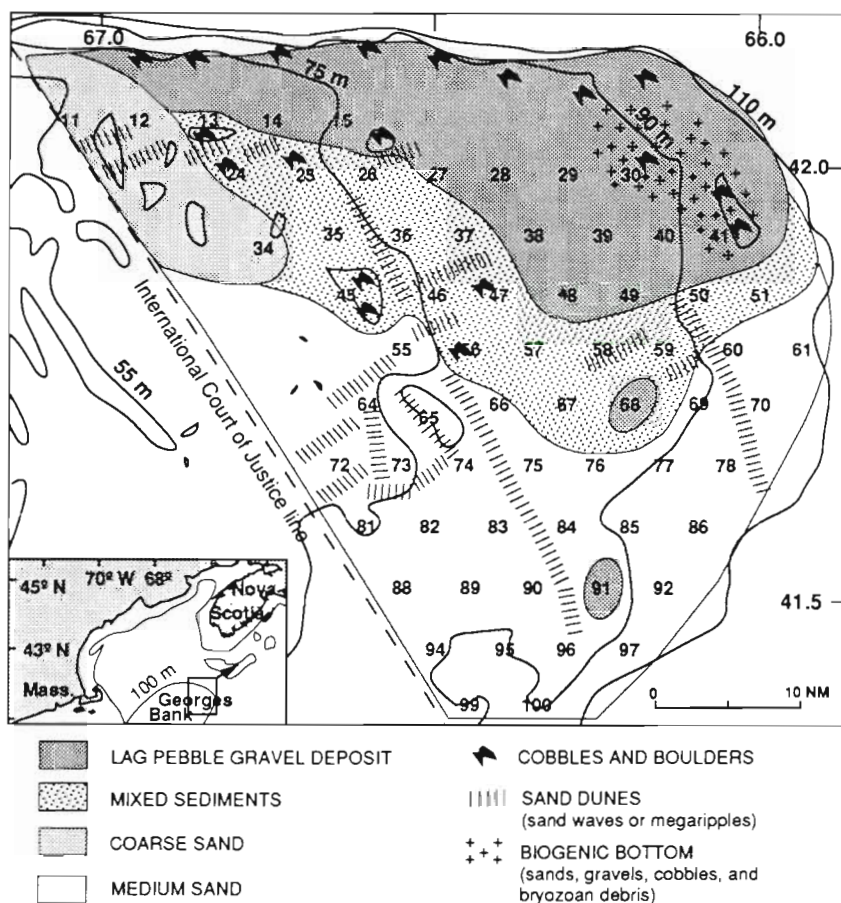 67.0 66.0
75 m
110 m
90 m
11 12 13 14 15
42.0
24 25 26 27 28 29 30
34 35 36 37 38 39 40 41
45 46 47 48 49 50 51
55 56 57 58 59 60 61
55 m
64 65 66 67 68 69 70
72 73 74 75 76 77 78
81 82 83 84 85 86
88 89 90 91 92
41.5
94 95 96 97
99 100
International Court of Justice line
0 10 NM
70º W 68º
45º N
Nova
Scotia
43º N
Mass.
100 m
Georges
Bank
LAG PEBBLE GRAVEL DEPOSIT
MIXED SEDIMENTS
COARSE SAND
MEDIUM SAND
COBBLES AND BOULDERS
SAND DUNES
(sand waves or megaripples)
BIOGENIC BOTTOM
(sands, gravels, cobbles, and
bryozoan debris)